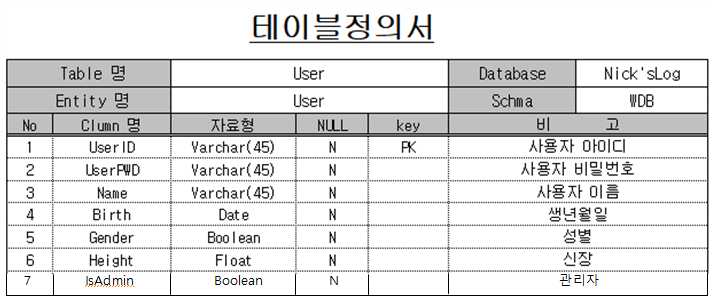 테이블정의서
Table 명 User Database Nick'sLog
Entity 명 User Schma WDB
No Clumn 명 자료형 NULL key 비 고
1 UserID Varchar(45) N PK 사용자 아이디
2 UserPWD Varchar(45) N 사용자 비밀번호
3 Name Varchar(45) N 사용자 이름
4 Birth Date N 생년월일
5 Gender Boolean N 성별
6 Height Float N 신장
7 IsAdmin Boolean N 관리자